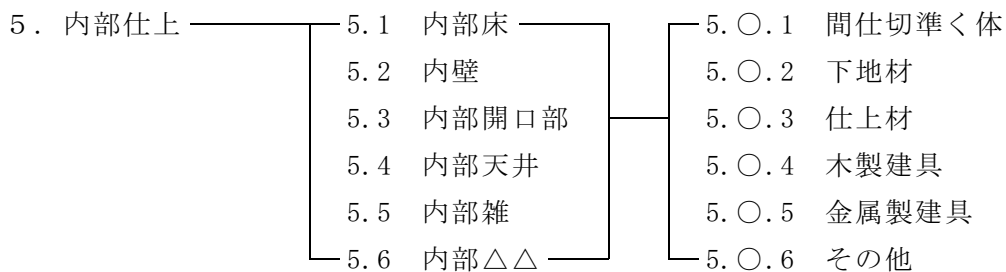 ５．内部仕上 5.1 内部床 5.○.1 間仕切準く体
5.2 内壁 5.○.2 下地材
5.3 内部開口部 5.○.3 仕上材
5.4 内部天井 5.○.4 木製建具
5.5 内部雑 5.○.5 金属製建具
5.6 内部△△ 5.○.6 その他